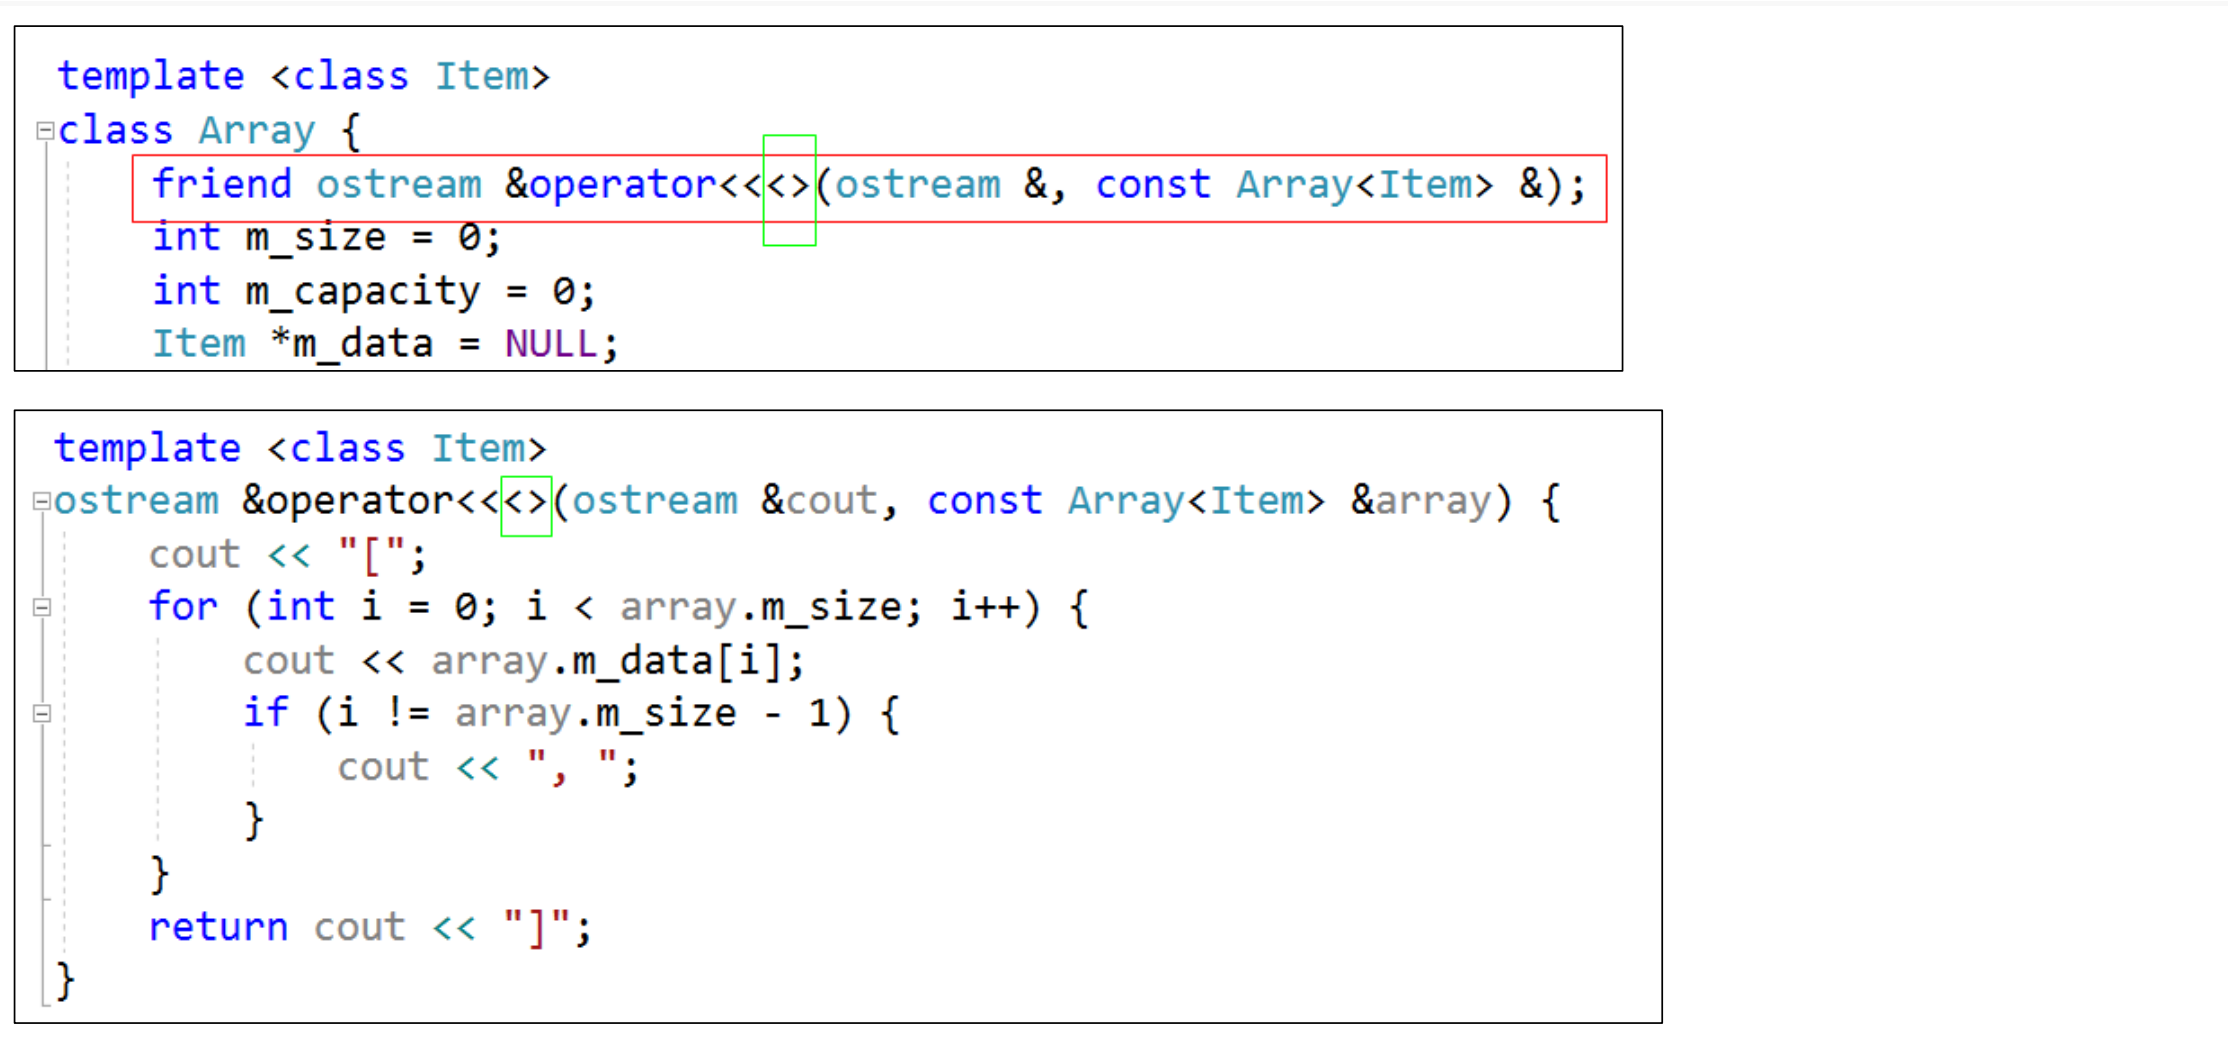 template <class Item>
class Array {
    friend ostream &operator<<<>(ostream &, const Array<Item> &);
    int m_size = 0;
    int m_capacity = 0;
    Item *m_data = NULL;
template <class Item>
ostream &operator<<<>(ostream &cout, const Array<Item> &array) {
    cout << "[";
    for (int i = 0; i < array.m_size; i++) {
        cout << array.m_data[i];
        if (i != array.m_size - 1) {
            cout << ", ";
        }
    }
    return cout << "]";
}